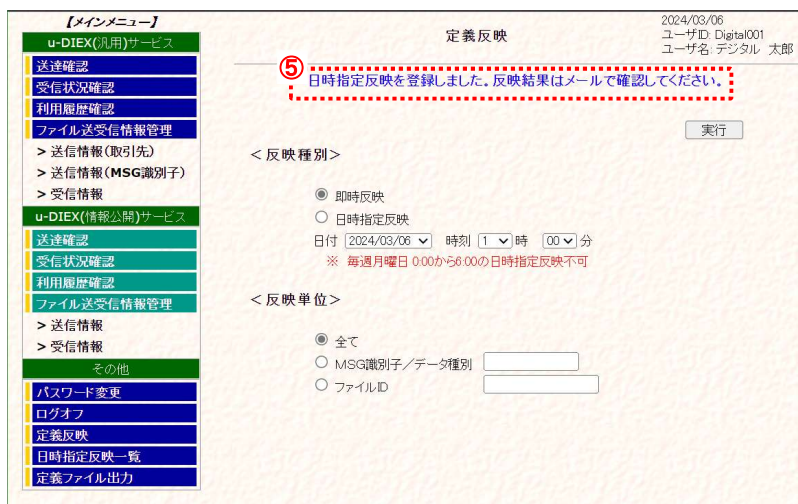 【メインメニュー】
u-DIEX(汎用)サービス
送達確認
受信状況確認
利用履歴確認
ファイル送受信情報管理
> 送信情報(取引先)
> 送信情報(MSG識別子)
> 受信情報
u-DIEX(情報公開)サービス
送達確認
受信状況確認
利用履歴確認
ファイル送受信情報管理
> 送信情報
> 受信情報
その他
パスワード変更
ログオフ
定義反映
日時指定反映一覧
定義ファイル出力
定義反映
2024/03/06
ユーザID: Digital001
ユーザ名: デジタル 太郎
⑤
日時指定反映を登録しました。反映結果はメールで確認してください。
実行
＜反映種別＞
即時反映
日時指定反映
日付 2024/03/06 時刻 1 時 00 分
※ 毎週月曜日 0:00から6:00の日時指定反映不可
＜反映単位＞
全て
MSG識別子／データ種別
ファイルID